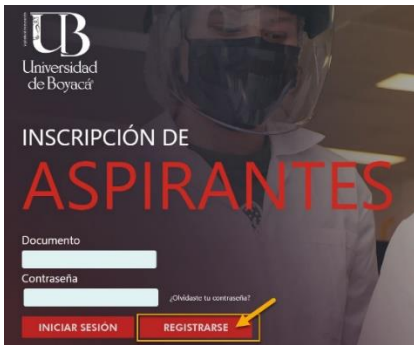 UB
Universidad
de Boyacá
INSCRIPCIÓN DE
ASPIRANTES
Documento
Contraseña
¿Olvidaste tu contraseña?
INICIAR SESIÓN REGISTRARSE